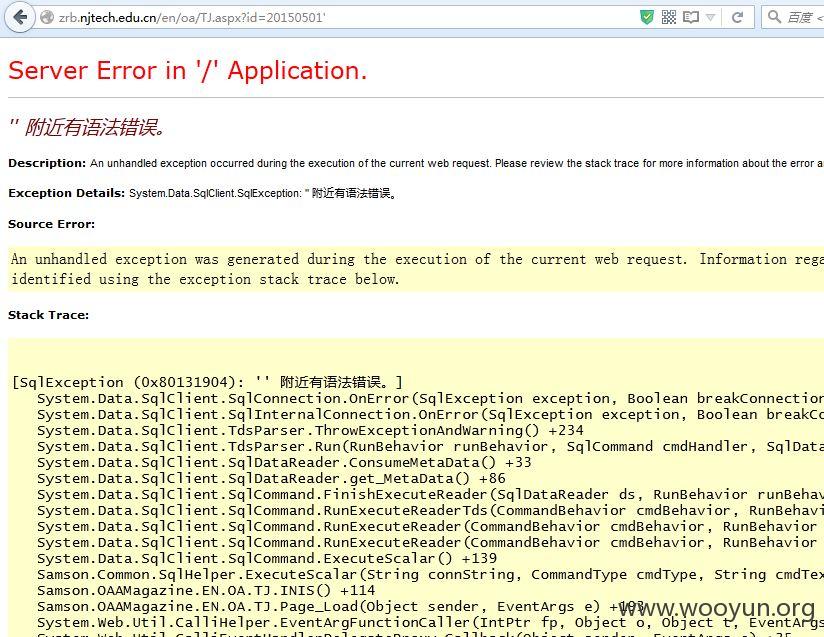 zrb.njtech.edu.cn/en/oa/TJ.aspx?id=20150501'
百度 <
Server Error in '/' Application.
'' 附近有语法错误。
Description: An unhandled exception occurred during the execution of the current web request. Please review the stack trace for more information about the error a
Exception Details: System.Data.SqlClient.SqlException: '' 附近有语法错误。
Source Error:
An unhandled exception was generated during the execution of the current web request. Information rega
identified using the exception stack trace below.
Stack Trace:
[SqlException (0x80131904): '' 附近有语法错误。]
System.Data.SqlClient.SqlConnection.OnError(SqlException exception, Boolean breakConnection
System.Data.SqlClient.SqlInternalConnection.OnError(SqlException exception, Boolean breakCo
System.Data.SqlClient.TdsParser.ThrowExceptionAndWarning() +234
System.Data.SqlClient.TdsParser.Run(RunBehavior runBehavior, SqlCommand cmdHandler, SqlData
System.Data.SqlClient.SqlDataReader.ConsumeMetaData() +33
System.Data.SqlClient.SqlDataReader.get_MetaData() +86
System.Data.SqlClient.SqlCommand.FinishExecuteReader(SqlDataReader ds, RunBehavior runBehav
System.Data.SqlClient.SqlCommand.RunExecuteReaderTds(CommandBehavior cmdBehavior, RunBehavi
System.Data.SqlClient.SqlCommand.RunExecuteReader(CommandBehavior cmdBehavior, RunBehavior
System.Data.SqlClient.SqlCommand.RunExecuteReader(CommandBehavior cmdBehavior, RunBehavior
System.Data.SqlClient.SqlCommand.ExecuteScalar() +139
Samson.Common.SqlHelper.ExecuteScalar(String connString, CommandType cmdType, String cmdTex
Samson.OAAMagazine.EN.OA.TJ.INIS() +114
Samson.OAAMagazine.EN.OA.TJ.Page_Load(Object sender, EventArgs e) +193
www.wooyun.org
System.Web.Util.CalliHelper.EventArgFunctionCaller(IntPtr fp, Object o, Object t, EventArgs